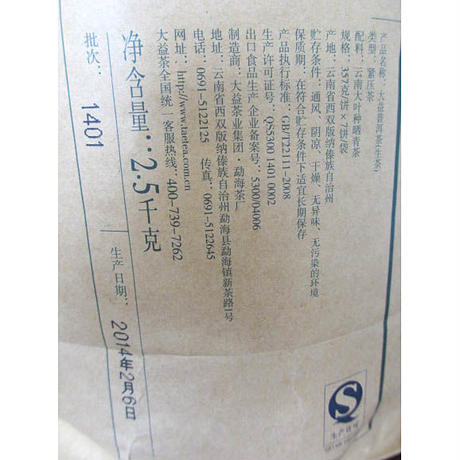 产品名称：大益普洱茶(生茶)
类型：紧压茶
配料：云南大叶种晒青茶
规格：357克/饼×7饼/袋
产地：云南省西双版纳傣族自治州
贮存条件：通风、阴凉、干燥、无异味、无污染的环境
保质期：在符合贮存条件下适宜长期保存
产品执行标准：GB/T22111-2008
生产许可证号：QS5300 1401 0002
出口食品生产企业备案号：5300/04006
制造商：大益茶业集团·勐海茶厂
地址：云南省西双版纳傣族自治州勐海县勐海镇新茶路1号
电话：0691-5122125 传真：0691-5122645
网址：http://www.taetea.com
大益茶全国统一客服热线：400-739-7262
净含量：2.5千克
批次：1401 生产日期：2014年2月6日
QS
生产许可